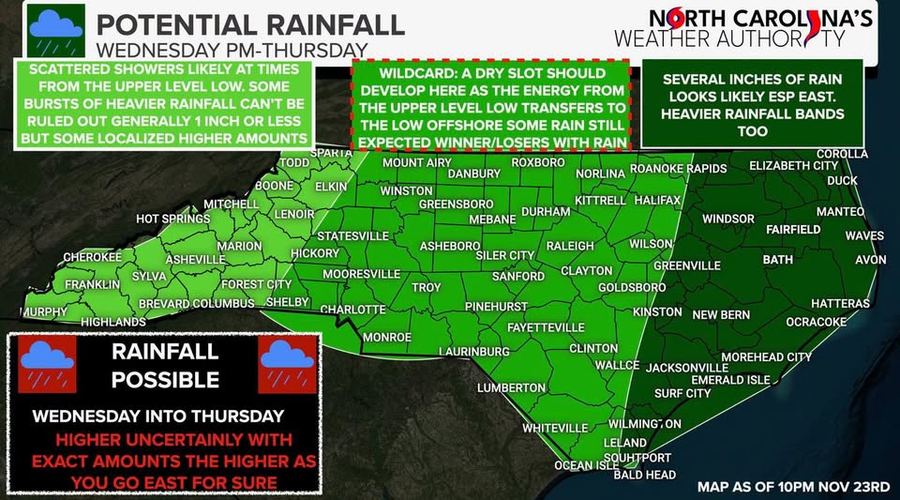 POTENTIAL RAINFALL
WEDNESDAY PM-THURSDAY
NORTH CAROLINA'S
WEATHER AUTHORITY
SCATTERED SHOWERS LIKELY AT TIMES
FROM THE UPPER LEVEL LOW. SOME
BURSTS OF HEAVIER RAINFALL CAN'T BE
RULED OUT GENERALLY 1 INCH OR LESS
BUT SOME LOCALIZED HIGHER AMOUNTS
WILDCARD: A DRY SLOT SHOULD
DEVELOP HERE AS THE ENERGY FROM
THE UPPER LEVEL LOW TRANSFERS TO
THE LOW OFFSHORE SOME RAIN STILL
EXPECTED WINNER/LOSERS WITH RAIN
SEVERAL INCHES OF RAIN
LOOKS LIKELY ESP EAST.
HEAVIER RAINFALL BANDS
TOO
SPARTA
TODD
MOUNT AIRY
ROXBORO
COROLLA
DANBURY
NORLINA
ROANOKE RAPIDS
ELIZABETH CITY
BOONE
ELKIN
WINSTON
DUCK
MITCHELL
GREENSBORO
KITTRELL
HALIFAX
HOT SPRINGS
LENOIR
MEBANE
DURHAM
WINDSOR
MANTEO
STATESVILLE
FAIRFIELD
WAVES
MARION
ASHEBORO
RALEIGH
WILSON
CHEROKEE
ASHEVILLE
HICKORY
SILER CITY
BATH
AVON
SYLVA
MOORESVILLE
SANFORD
CLAYTON
GREENVILLE
FRANKLIN
FOREST CITY
TROY
GOLDSBORO
BREVARD
COLUMBUS
SHELBY
CHARLOTTE
PINEHURST
KINSTON
NEW BERN
HATTERAS
MURPHY
HIGHLANDS
FAYETTEVILLE
OCRACOKE
MONROE
LAURINBURG
CLINTON
MOREHEAD CITY
WALLCE
JACKSONVILLE
EMERALD ISLE
LUMBERTON
SURF CITY
WHITEVILLE
WILMINGTON
LELAND
SOUHTPORT
OCEAN ISLE
BALD HEAD
RAINFALL
POSSIBLE
WEDNESDAY INTO THURSDAY
HIGHER UNCERTAINLY WITH
EXACT AMOUNTS THE HIGHER AS
YOU GO EAST FOR SURE
MAP AS OF 10PM NOV 23RD